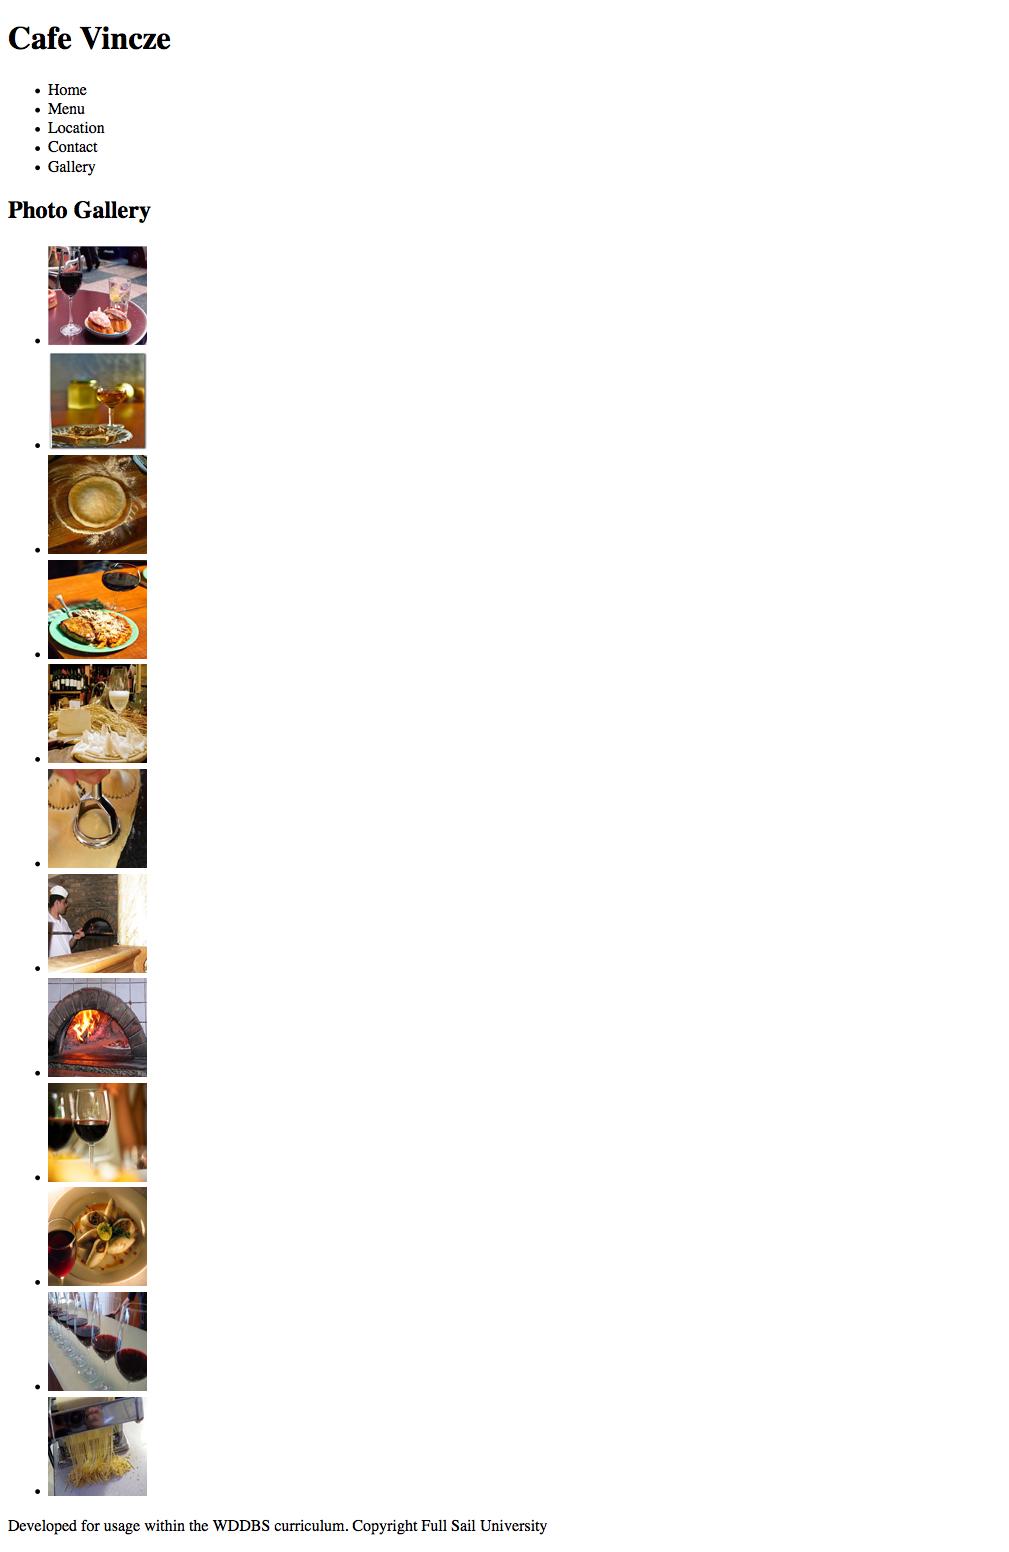 Cafe Vincze
Home
Menu
Location
Contact
Gallery
Photo Gallery
Developed for usage within the WDDBS curriculum. Copyright Full Sail University